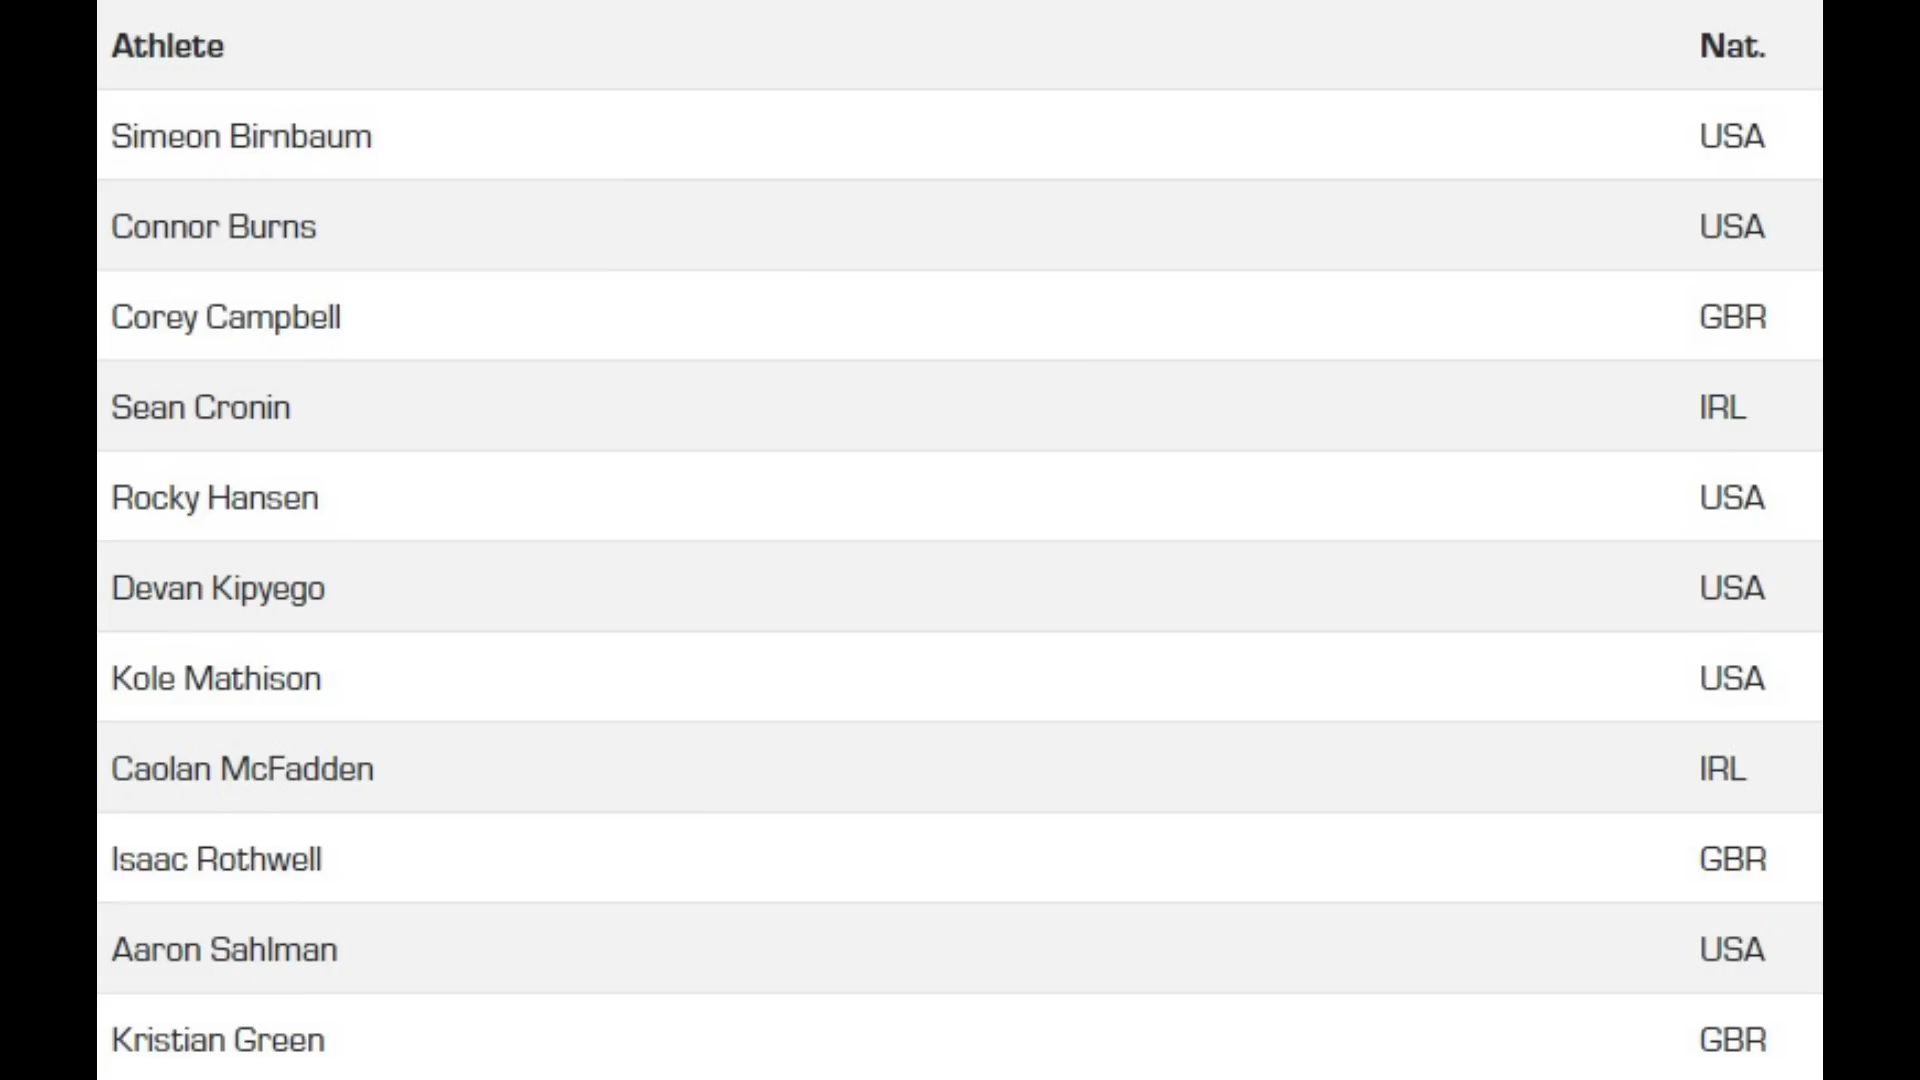 Athlete Nat.
Simeon Birnbaum USA
Connor Burns USA
Corey Campbell GBR
Sean Cronin IRL
Rocky Hansen USA
Devan Kipyego USA
Kole Mathison USA
Caolan McFadden IRL
Isaac Rothwell GBR
Aaron Sahlman USA
Kristian Green GBR